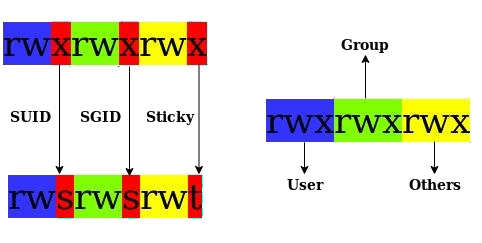 rwxrwxrwx
SUID SGID Sticky
rwsrwsrwt
Group
rwxrwxrwx
User Others